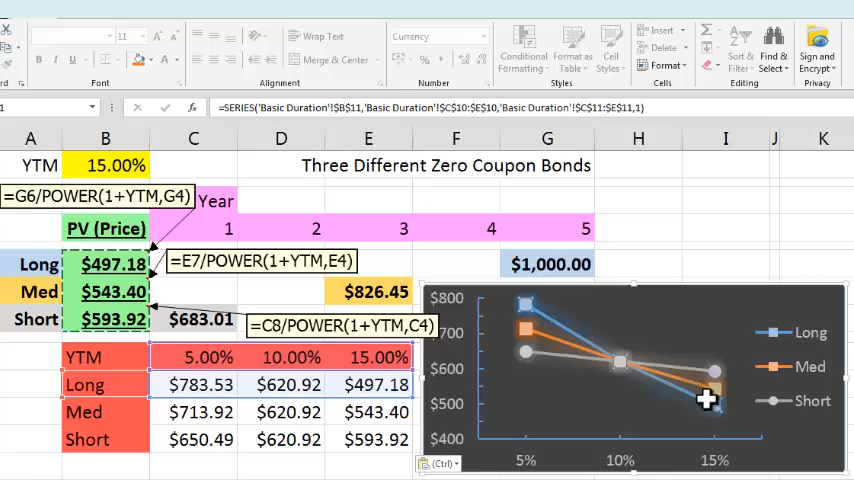 11
Wrap Text
Currency
Insert
B I U
Merge & Center
Conditional Formatting
Format as Table
Cell Styles
Delete
Format
Find & Select
Sign and Encrypt
Font
Alignment
Number
Styles
Cells
Editing
Privacy
1
fx
=SERIES('Basic Duration'!$B$11,'Basic Duration'!$C$10:$E$10,'Basic Duration'!$C$11:$E$11,1)
A B C D E F G H I J K
YTM 15.00% Three Different Zero Coupon Bonds
=G6/POWER(1+YTM,G4) Year
PV (Price) 1 2 3 4 5
Long $497.18 =E7/POWER(1+YTM,E4) $1,000.00
Med $543.40 $826.45
Short $593.92 $683.01 =C8/POWER(1+YTM,C4)
YTM 5.00% 10.00% 15.00%
Long $783.53 $620.92 $497.18
Med $713.92 $620.92 $543.40
Short $650.49 $620.92 $593.92
$800
700
$600
$500
$400
5% 10% 15%
Long
Med
Short
(Ctrl)